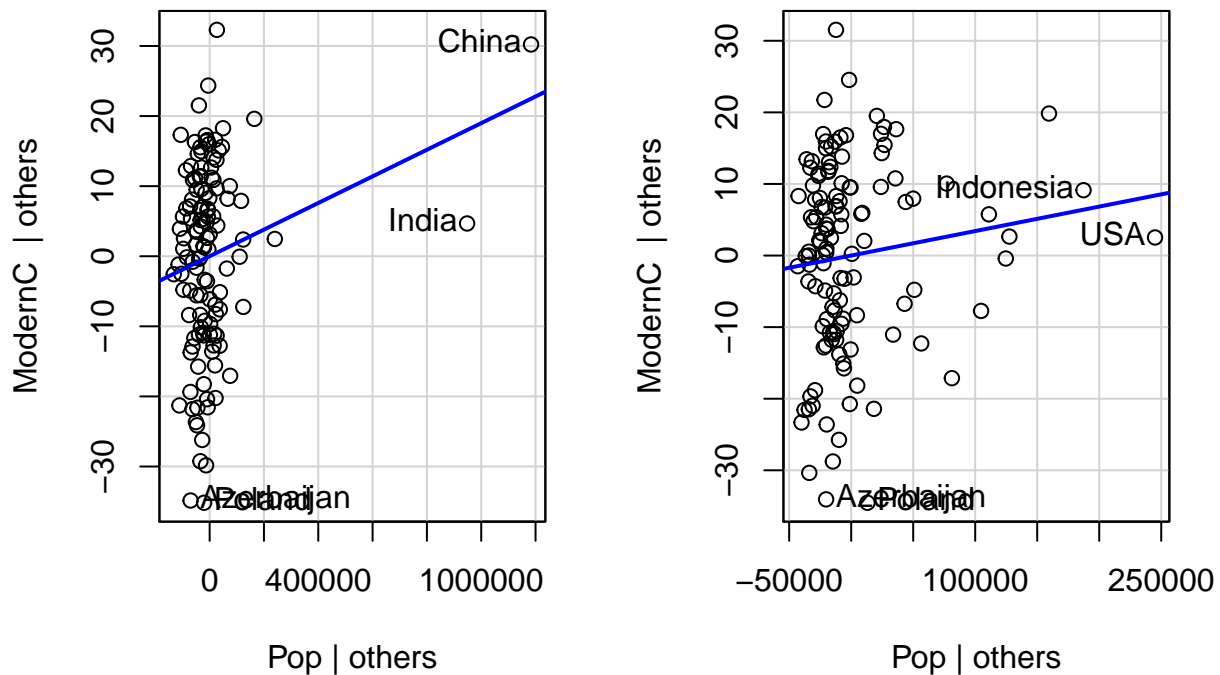 China
India
Azerbaijan
Poland
30
20
10
0
−10
−30
ModernC | others
0
400000
1000000
Pop | others
Indonesia
USA
Azerbaijan
Poland
30
20
10
0
−10
−30
ModernC | others
−50000
100000
250000
Pop | others